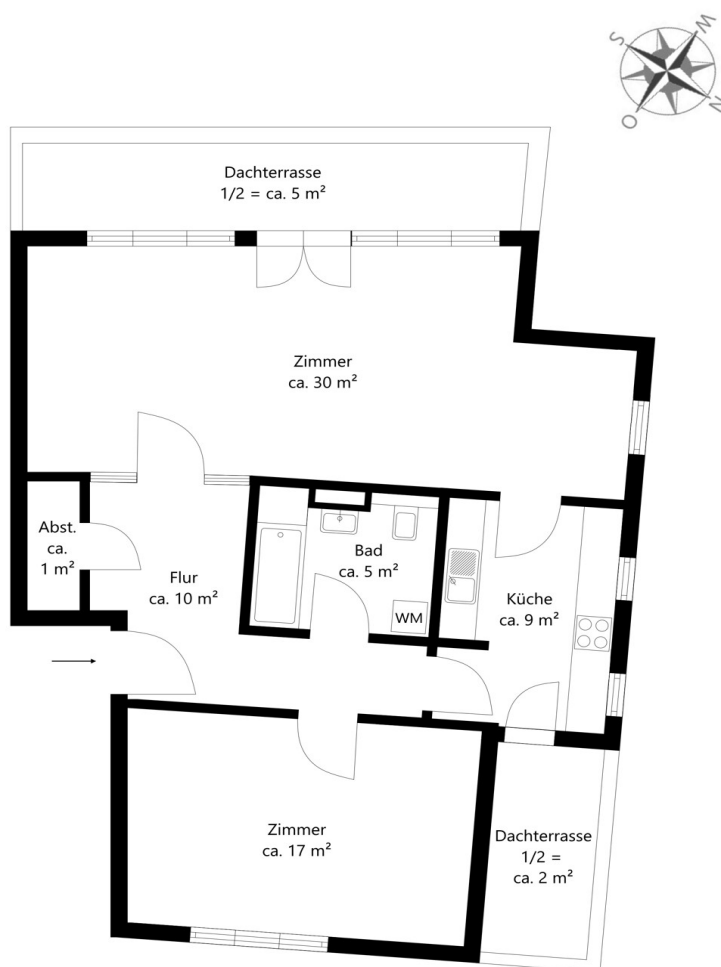 S
W
O
N
Dachterrasse
1/2 = ca. 5 m²
Zimmer
ca. 30 m²
Abst.
ca.
1 m²
Flur
ca. 10 m²
Bad
ca. 5 m²
WM
Küche
ca. 9 m²
Zimmer
ca. 17 m²
Dachterrasse
1/2 =
ca. 2 m²